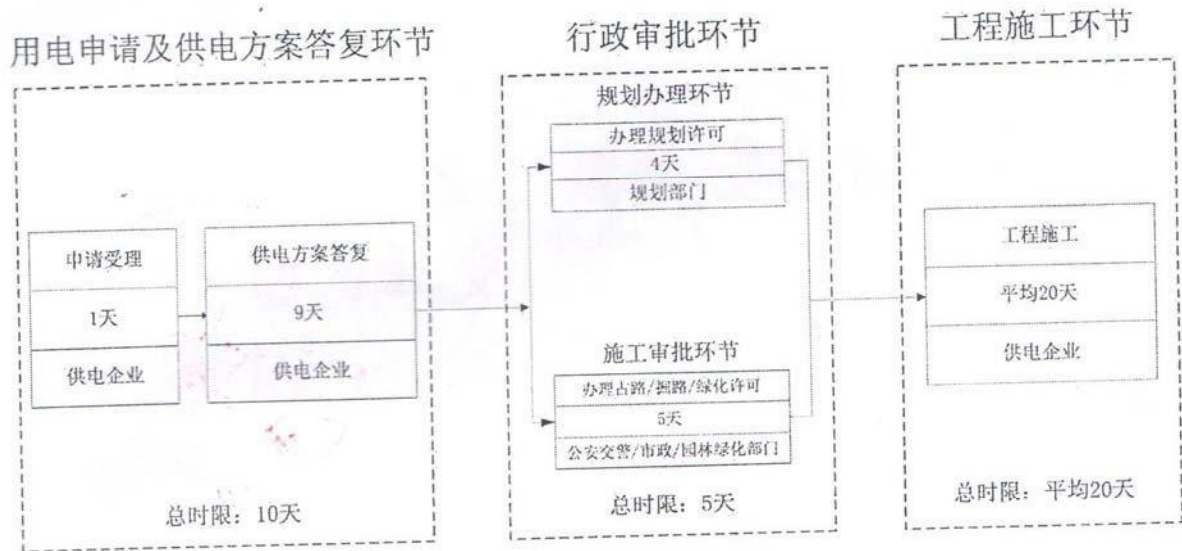 用电申请及供电方案答复环节
申请受理
1天
供电企业
供电方案答复
9天
供电企业
总时限：10天
行政审批环节
规划办理环节
办理规划许可
4天
规划部门
施工审批环节
办理占路/掘路/绿化许可
5天
公安交警/市政/园林绿化部门
总时限：5天
工程施工环节
工程施工
平均20天
供电企业
总时限：平均20天